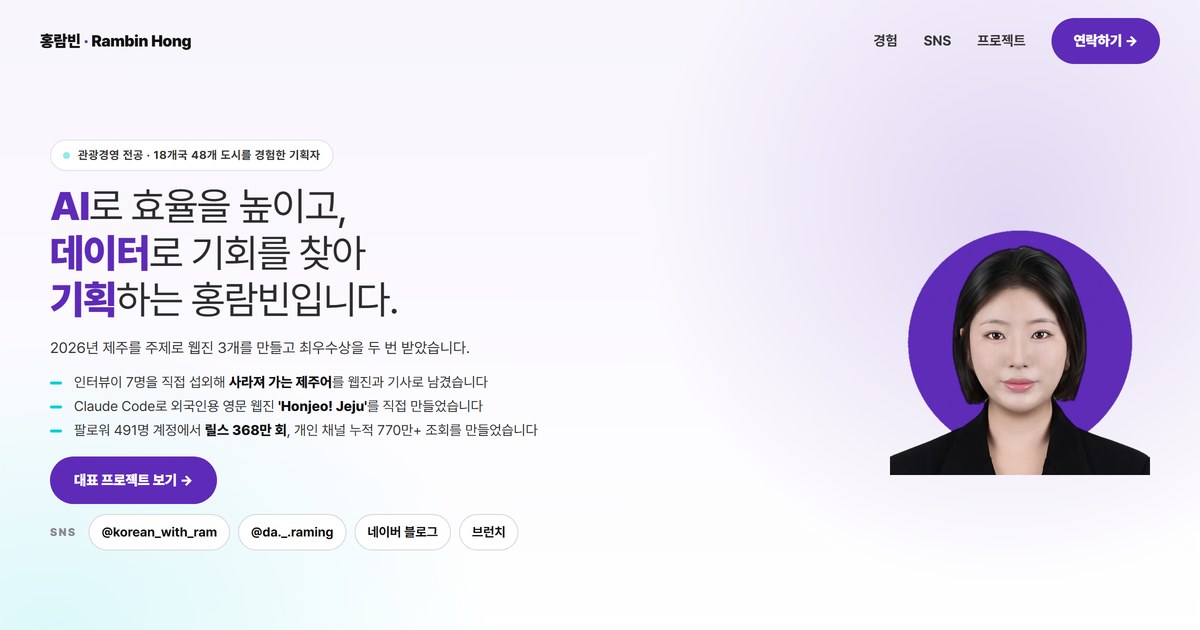 홍람빈 · Rambin Hong
경험 SNS 프로젝트 연락하기 →
관광경영 전공 · 18개국 48개 도시를 경험한 기획자
AI로 효율을 높이고,
데이터로 기회를 찾아
기획하는 홍람빈입니다.
2026년 제주를 주제로 웹진 3개를 만들고 최우수상을 두 번 받았습니다.
인터뷰이 7명을 직접 섭외해 사라져 가는 제주어를 웹진과 기사로 남겼습니다
Claude Code로 외국인용 영문 웹진 'Honjeo! Jeju'를 직접 만들었습니다
팔로워 491명 계정에서 릴스 368만 회, 개인 채널 누적 770만+ 조회를 만들었습니다
대표 프로젝트 보기 →
SNS @korean_with_ram @da._.raming 네이버 블로그 브런치